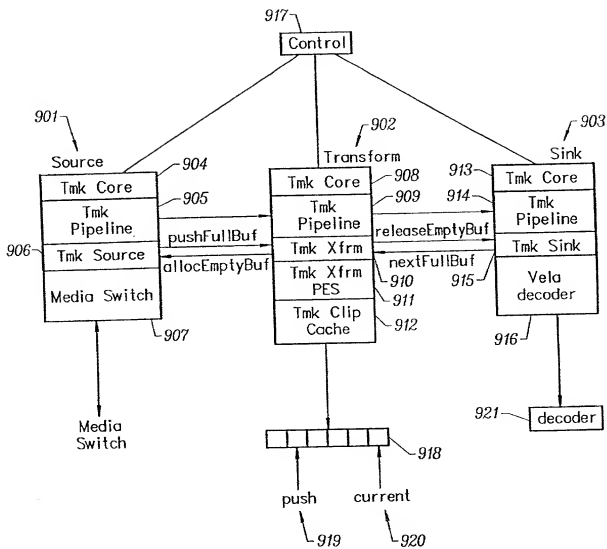 917
Control
901
902
903
Source
904
Transform
908
913
Sink
Tmk Core
905
Tmk Core
909
914
Tmk Core
Tmk
Pipeline
Tmk
Pipeline
Tmk
Pipeline
906
pushFullBuf
releaseEmptyBuf
Tmk Source
allocEmptyBuf
Tmk Xfrm
nextFullBuf
Tmk Sink
910
915
Media Switch
Tmk Xfrm
PES
911
Vela
decoder
907
Tmk Clip
Cache
912
916
Media
Switch
921
decoder
918
push
current
919
920